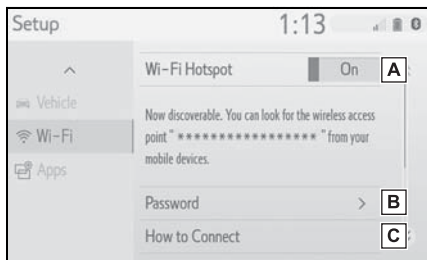 Setup
1:13
Wi-Fi Hotspot
On
A
Vehicle
Now discoverable. You can look for the wireless access
point " ***************** " from your
mobile devices.
Wi-Fi
Apps
Password
B
How to Connect
C